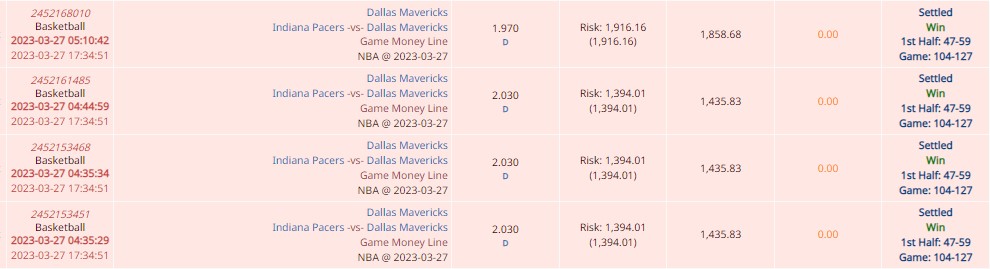 2452168010
Basketball
2023-03-27 05:10:42
2023-03-27 17:34:51
Dallas Mavericks
Indiana Pacers -vs- Dallas Mavericks
Game Money Line
NBA @ 2023-03-27
1.970
D
Risk: 1,916.16
(1,916.16)
1,858.68
0.00
Settled
Win
1st Half: 47-59
Game: 104-127
2452161485
Basketball
2023-03-27 04:44:59
2023-03-27 17:34:51
Dallas Mavericks
Indiana Pacers -vs- Dallas Mavericks
Game Money Line
NBA @ 2023-03-27
2.030
D
Risk: 1,394.01
(1,394.01)
1,435.83
0.00
Settled
Win
1st Half: 47-59
Game: 104-127
2452153468
Basketball
2023-03-27 04:35:34
2023-03-27 17:34:51
Dallas Mavericks
Indiana Pacers -vs- Dallas Mavericks
Game Money Line
NBA @ 2023-03-27
2.030
D
Risk: 1,394.01
(1,394.01)
1,435.83
0.00
Settled
Win
1st Half: 47-59
Game: 104-127
2452153451
Basketball
2023-03-27 04:35:29
2023-03-27 17:34:51
Dallas Mavericks
Indiana Pacers -vs- Dallas Mavericks
Game Money Line
NBA @ 2023-03-27
2.030
D
Risk: 1,394.01
(1,394.01)
1,435.83
0.00
Settled
Win
1st Half: 47-59
Game: 104-127